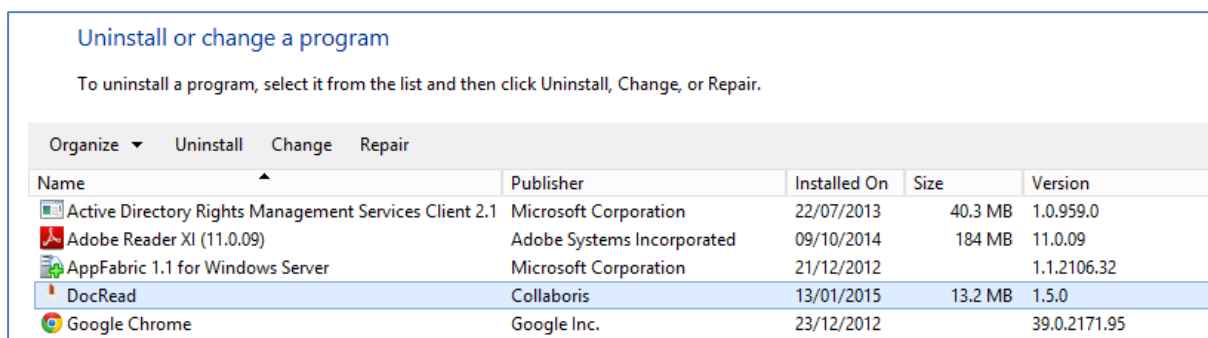 Uninstall or change a program
To uninstall a program, select it from the list and then click Uninstall, Change, or Repair.
Organize Uninstall Change Repair
Name Publisher Installed On Size Version
Active Directory Rights Management Services Client 2.1 Microsoft Corporation 22/07/2013 40.3 MB 1.0.959.0
Adobe Reader XI (11.0.09) Adobe Systems Incorporated 09/10/2014 184 MB 11.0.09
AppFabric 1.1 for Windows Server Microsoft Corporation 21/12/2012 1.1.2106.32
DocRead Collaboris 13/01/2015 13.2 MB 1.5.0
Google Chrome Google Inc. 23/12/2012 39.0.2171.95